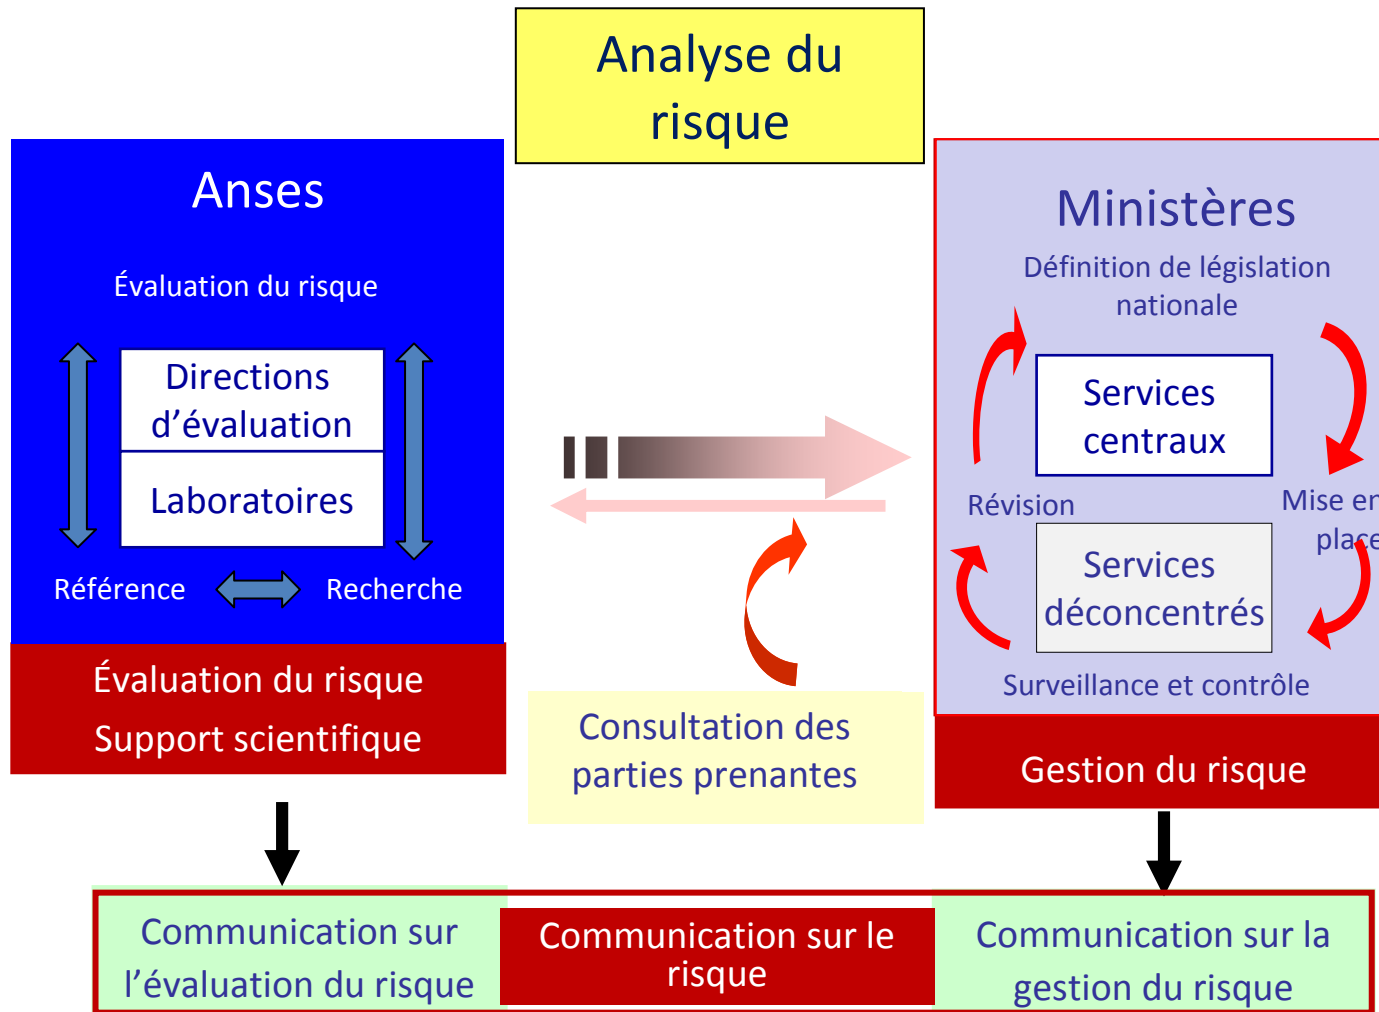 Analyse du
risque
Anses
Évaluation du risque
Directions
d’évaluation
Laboratoires
Référence
Recherche
Évaluation du risque
Support scientifique
Consultation des
parties prenantes
Ministères
Définition de législation
nationale
Services
centraux
Révision
Mise en
place
Services
déconcentrés
Surveillance et contrôle
Gestion du risque
Communication sur
l’évaluation du risque
Communication sur le
risque
Communication sur la
gestion du risque